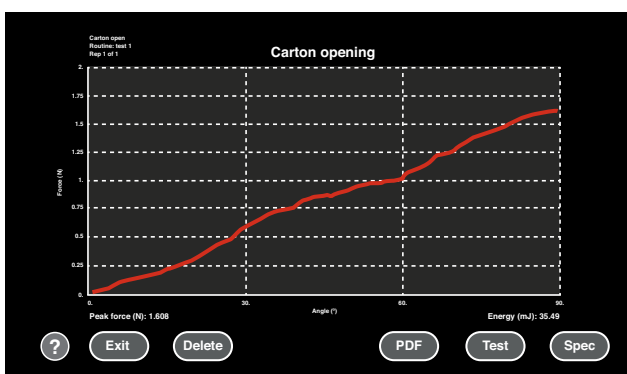 Carton open
Routine: test 1
Rep 1 of 1
Carton opening
2.
1.75
1.5
1.25
1.
0.75
0.5
0.25
0.
Force (N)
0.
30.
60.
90.
Angle (º)
Peak force (N): 1.608
Energy (mJ): 35.49
?
Exit
Delete
PDF
Test
Spec